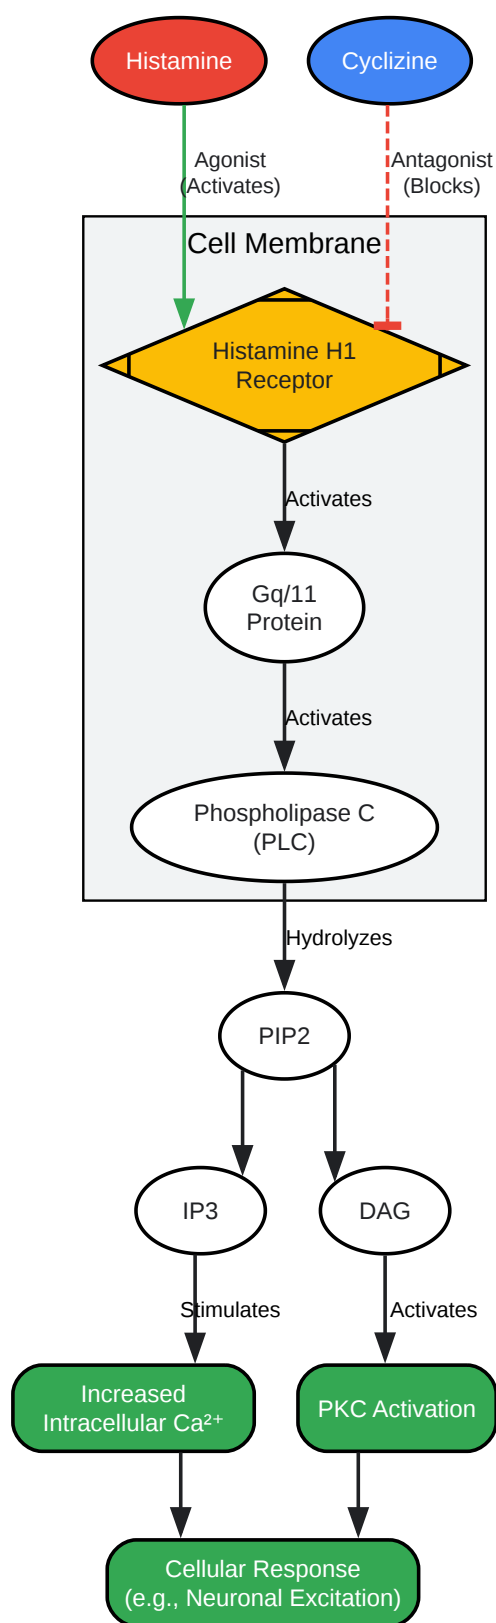 Histamine
Cyclizine
Agonist
(Activates)
Antagonist
(Blocks)
Cell Membrane
Histamine H1
Receptor
Activates
Gq/11
Protein
Activates
Phospholipase C
(PLC)
Hydrolyzes
PIP2
IP3
DAG
Stimulates
Activates
Increased
Intracellular Ca²⁺
PKC Activation
Cellular Response
(e.g., Neuronal Excitation)